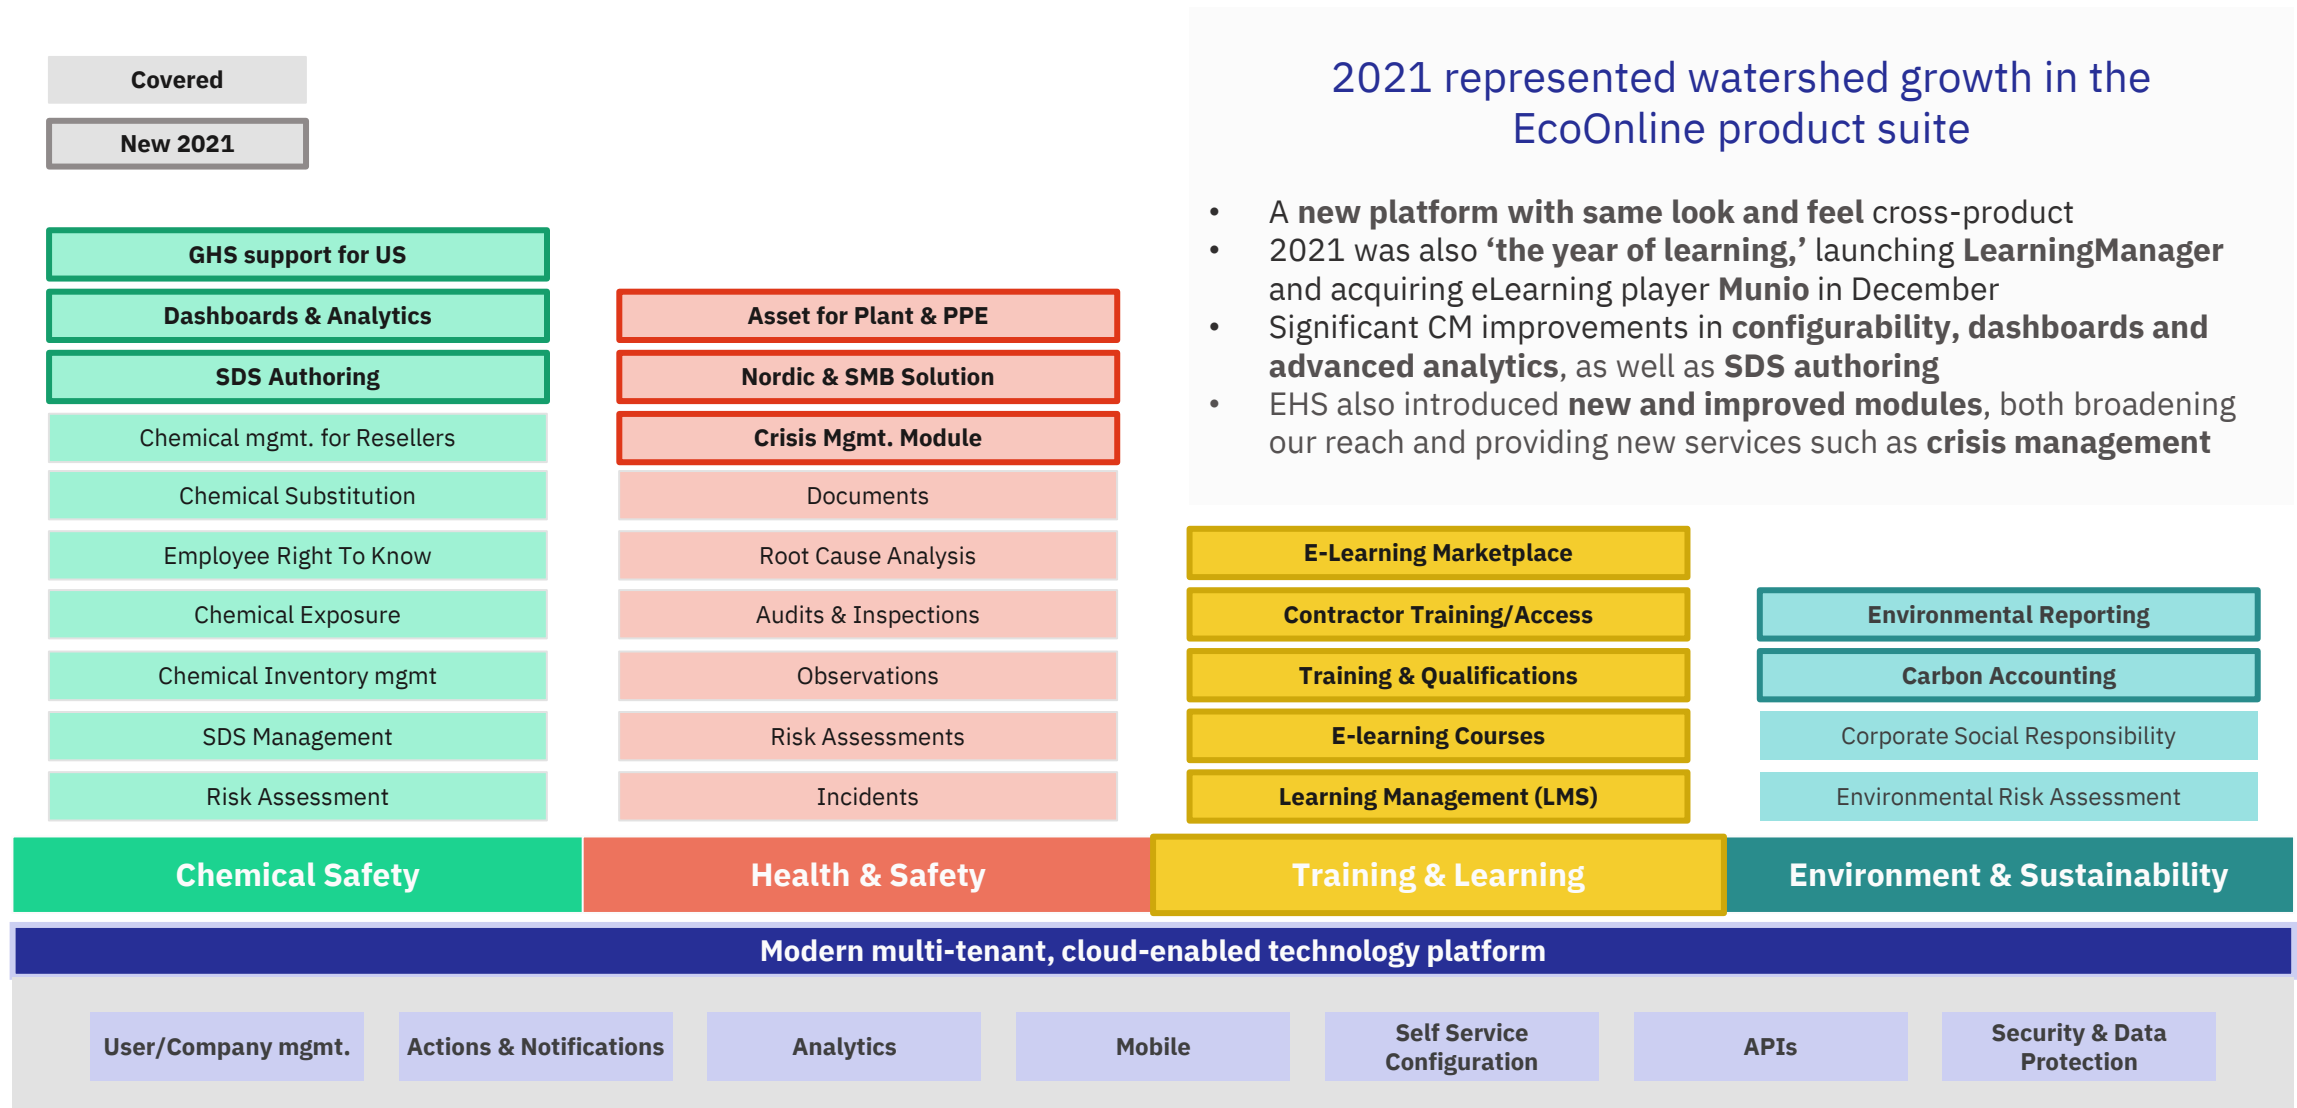 Covered
New 2021
2021 represented watershed growth in the
EcoOnline product suite
• A new platform with same look and feel cross-product
• 2021 was also ‘the year of learning,’ launching LearningManager
and acquiring eLearning player Munio in December
• Significant CM improvements in configurability, dashboards and
advanced analytics, as well as SDS authoring
• EHS also introduced new and improved modules, both broadening
our reach and providing new services such as crisis management
GHS support for US
Dashboards & Analytics
SDS Authoring
Chemical mgmt. for Resellers
Chemical Substitution
Employee Right To Know
Chemical Exposure
Chemical Inventory mgmt
SDS Management
Risk Assessment
Chemical Safety
Asset for Plant & PPE
Nordic & SMB Solution
Crisis Mgmt. Module
Documents
Root Cause Analysis
Audits & Inspections
Observations
Risk Assessments
Incidents
Health & Safety
E-Learning Marketplace
Contractor Training/Access
Training & Qualifications
E-learning Courses
Learning Management (LMS)
Training & Learning
Environmental Reporting
Carbon Accounting
Corporate Social Responsibility
Environmental Risk Assessment
Environment & Sustainability
Modern multi-tenant, cloud-enabled technology platform
User/Company mgmt.
Actions & Notifications
Analytics
Mobile
Self Service
Configuration
APIs
Security & Data
Protection